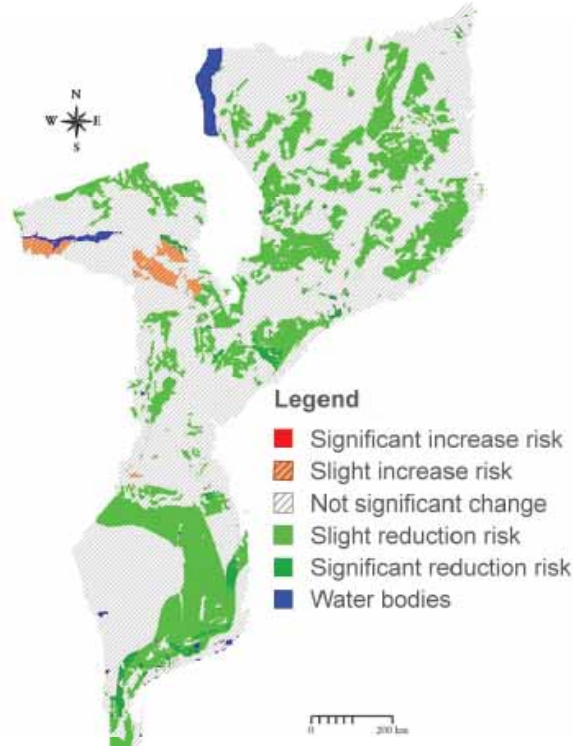 N
W E
S
Legend
Significant increase risk
Slight increase risk
Not significant change
Slight reduction risk
Significant reduction risk
Water bodies
200 km